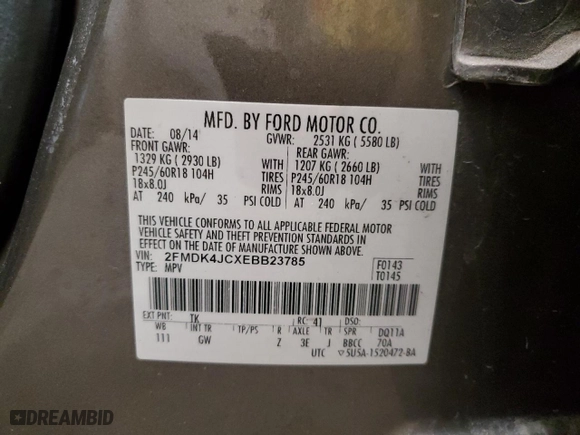 MFD. BY FORD MOTOR CO.
DATE: 08/14 GVWR: 2531 KG ( 5580 LB)
FRONT GAWR: REAR GAWR:
1329 KG ( 2930 LB) WITH 1207 KG ( 2660 LB) WITH
P245/60R18 104H TIRES P245/60R18 104H TIRES
18x8.0J RIMS 18x8.0J RIMS
AT 240 kPa/ 35 PSI COLD AT 240 kPa/ 35 PSI COLD
THIS VEHICLE CONFORMS TO ALL APPLICABLE FEDERAL MOTOR
VEHICLE SAFETY AND THEFT PREVENTION STANDARDS IN EFFECT
ON THE DATE OF MANUFACTURE SHOWN ABOVE.
VIN: 2FMDK4JCXEBB23785 F0143
TYPE: MPV T0145
EXT PNT: TK RC: 41 DSO:
WB INT TR TP/PS R AXLE TR SPR DQ11A
111 GW Z 3E J BBCC 70A
UTC ▽5U5A-1520472-BA
DREAMBID